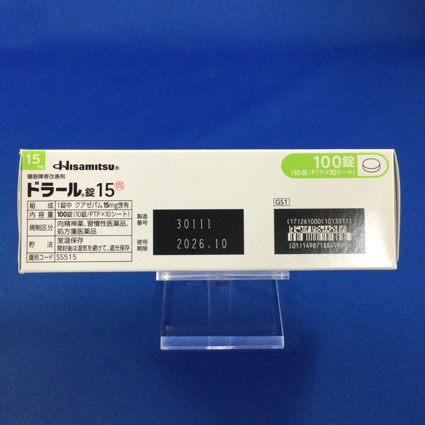 15mg
Hisamitsu®
睡眠障害改善剤
ドラール®錠15 向
組成 1錠中 クアゼパム15mg含有
内容量 100錠(10錠/PTP×10シート)
規制区分 向精神薬、習慣性医薬品、
処方箋医薬品
貯法 室温保存
開封後は湿気を避けて、遮光保存
識別コード SS515
製造
番号
30111
使用
期限
2026.10
100錠
(10錠/PTP×10シート)
GS1